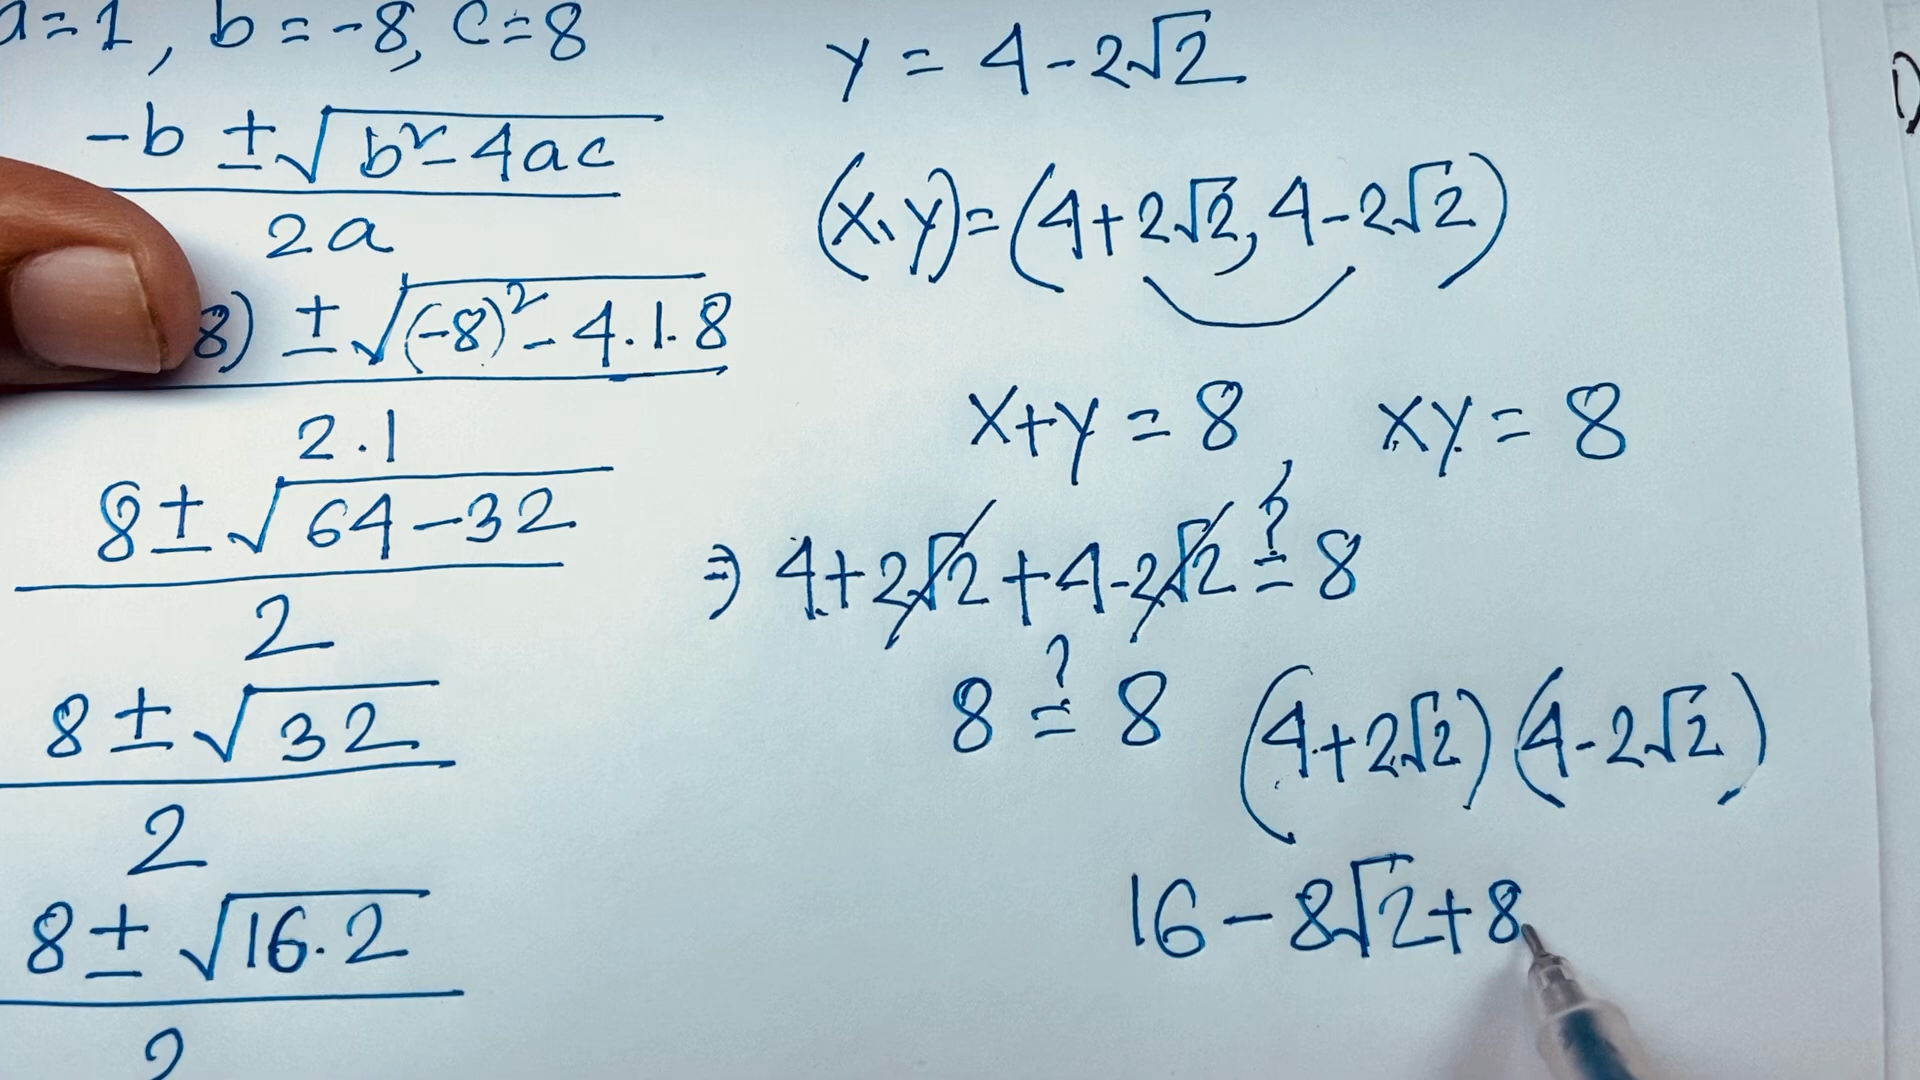 a=1, b=-8, c=8
-b ± √(b²-4ac)
2a
8) ± √((-8)²-4.1.8)
2.1
8 ± √(64-32)
2
8 ± √32
2
8 ± √(16.2)
2
y = 4-2√2
(x,y)=(4+2√2, 4-2√2)
x+y=8, xy=8
⇒ 4+2√2+4-2√2 ≟ 8
8 ≟ 8
(4+2√2)(4-2√2)
16-8√2+8